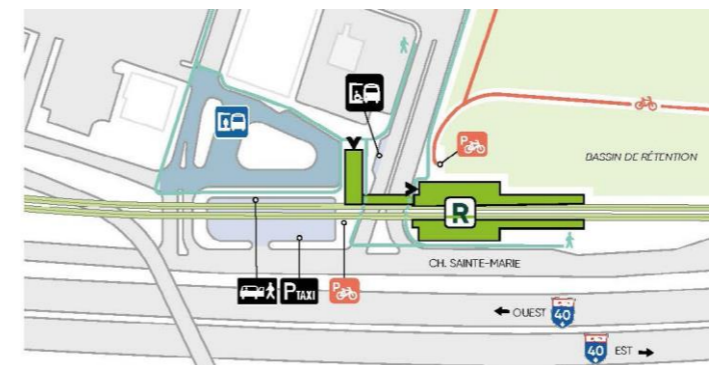 P
BASSIN DE RÉTENTION
R
CH. SAINTE-MARIE
P TAXI
P
OUEST 40
40 EST